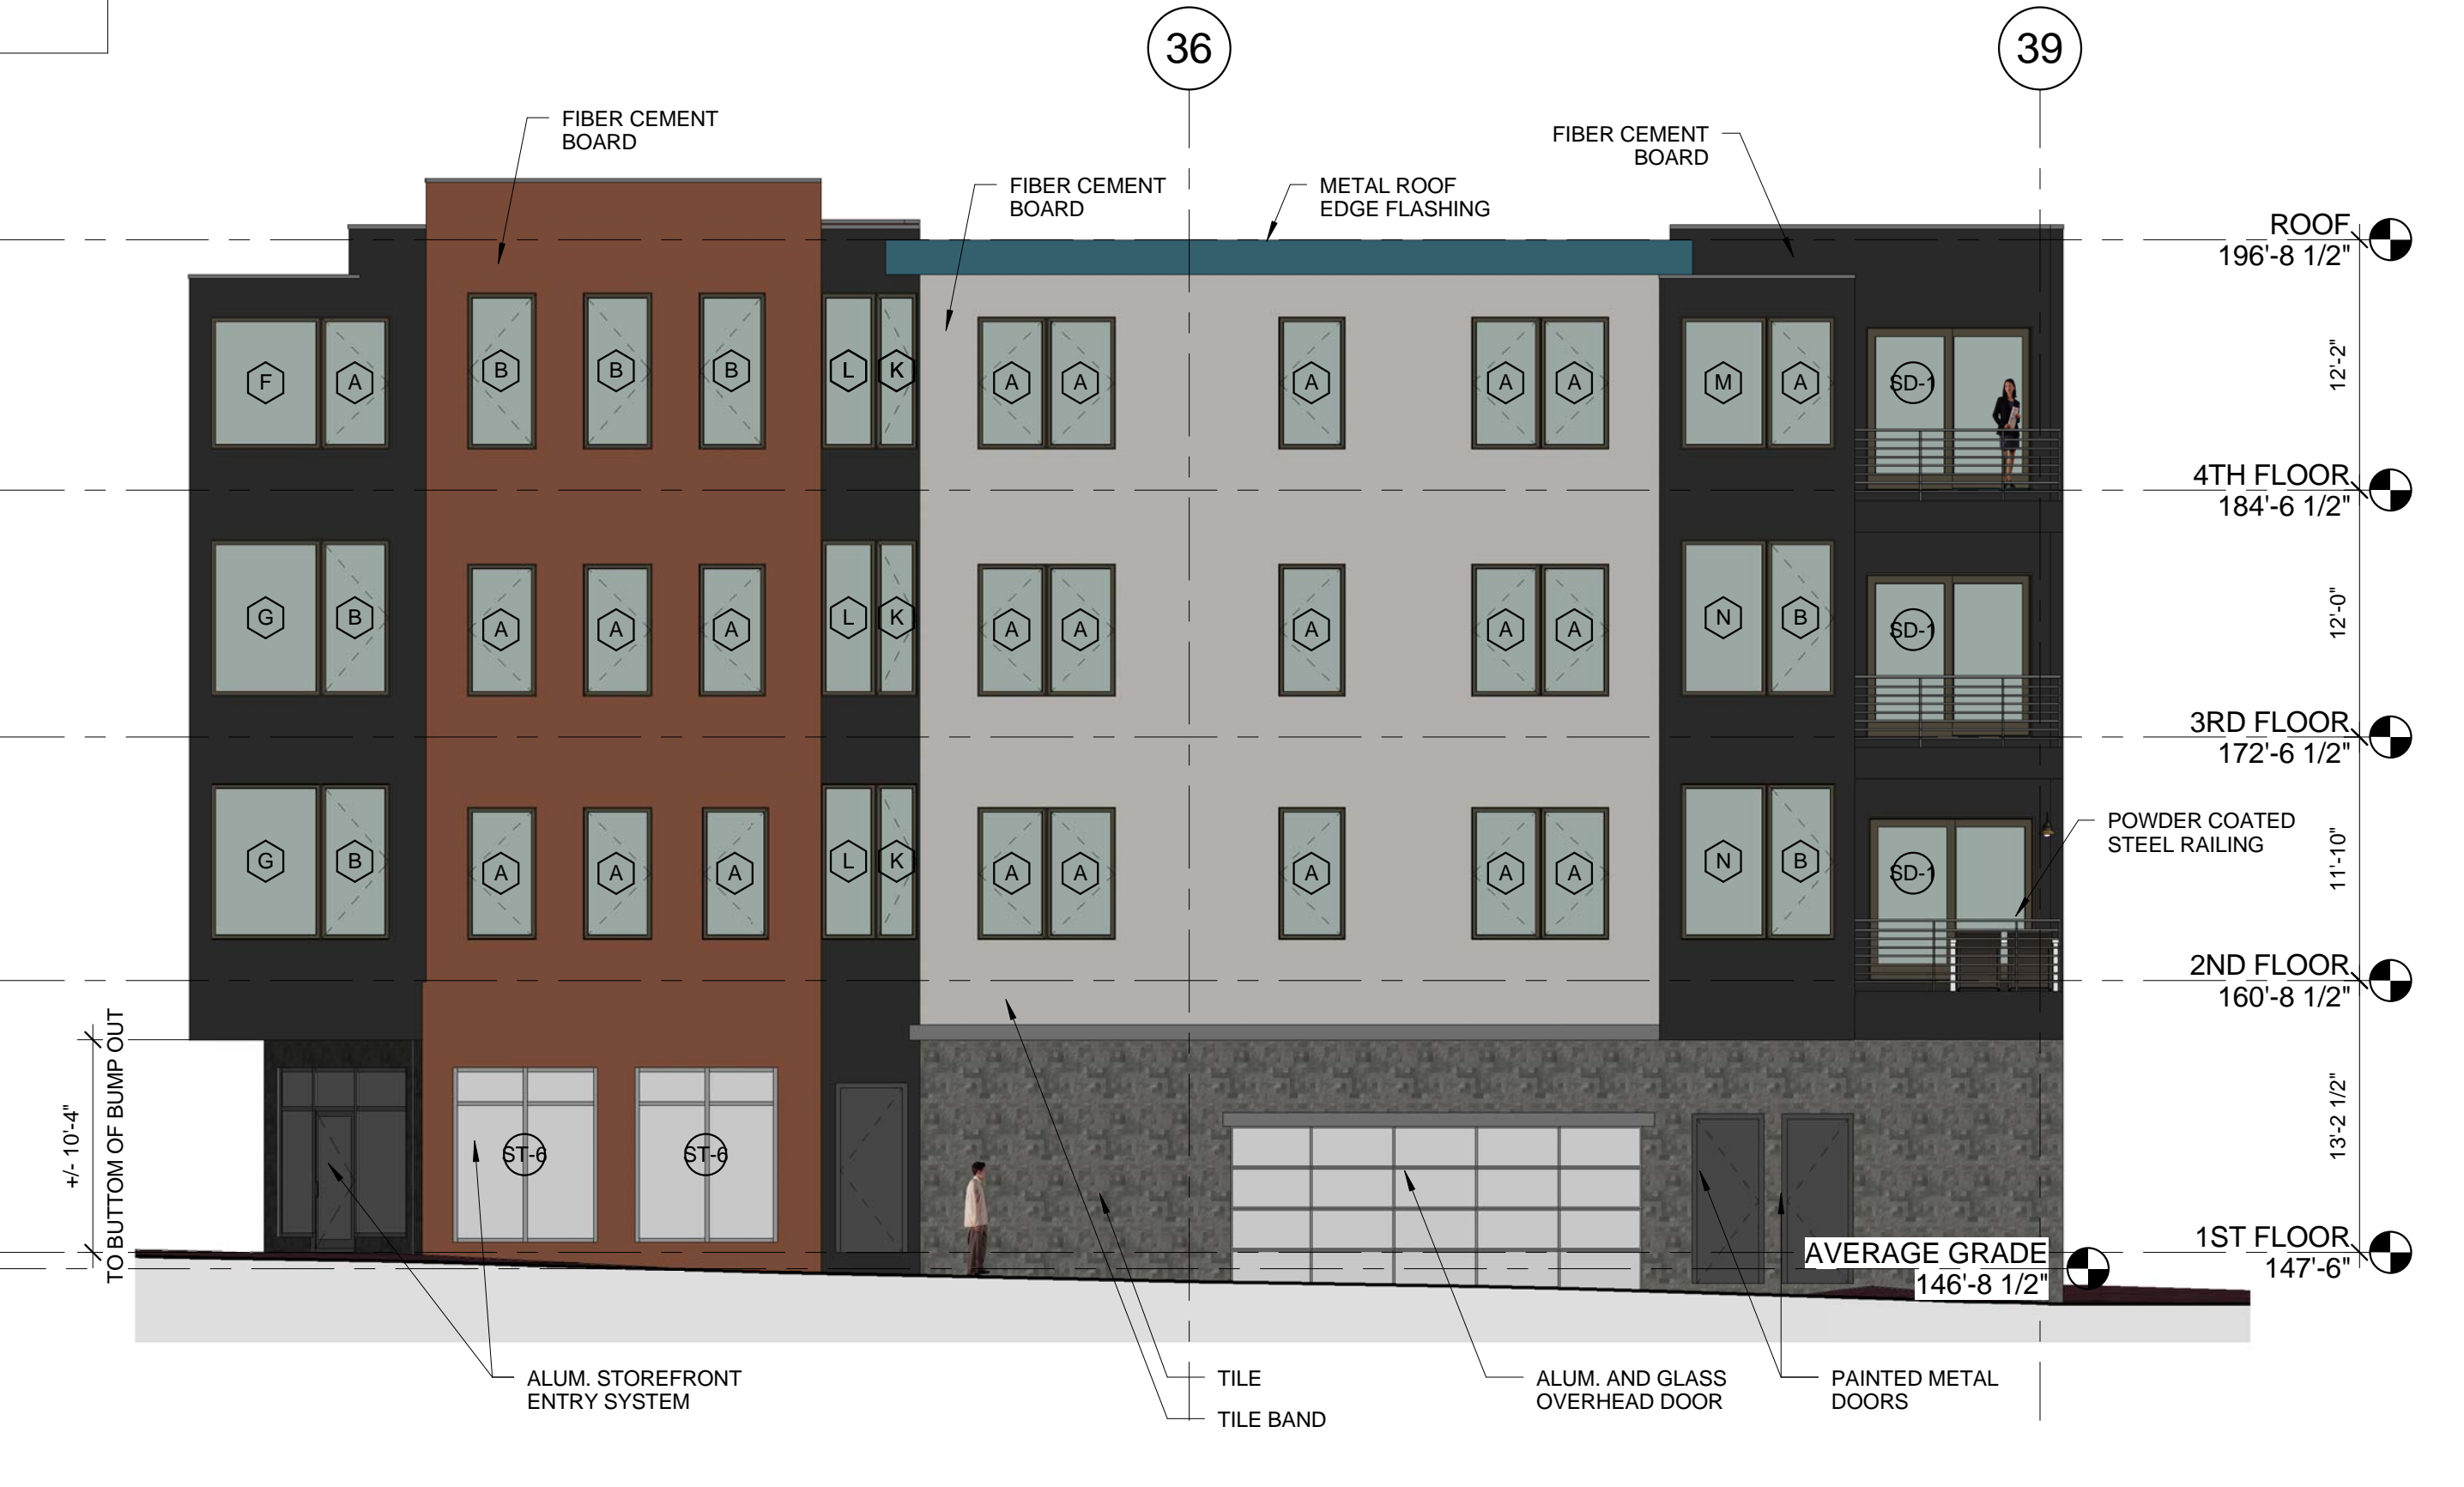 36
39
FIBER CEMENT
BOARD
FIBER CEMENT
BOARD
METAL ROOF
EDGE FLASHING
FIBER CEMENT
BOARD
ROOF
196'-8 1/2"
12'-2"
F A B B B L K A A A A A M A SD-1
4TH FLOOR
184'-6 1/2"
12'-0"
G B A A A L K A A A A A N B SD-1
3RD FLOOR
172'-6 1/2"
POWDER COATED
STEEL RAILING
11'-10"
G B A A A L K A A A A A N B SD-1
2ND FLOOR
160'-8 1/2"
+/- 10'-4"
TO BUTTOM OF BUMP OUT
ST-6 ST-6
13'-2 1/2"
1ST FLOOR
147'-6"
AVERAGE GRADE
146'-8 1/2"
ALUM. STOREFRONT
ENTRY SYSTEM
TILE
TILE BAND
ALUM. AND GLASS
OVERHEAD DOOR
PAINTED METAL
DOORS